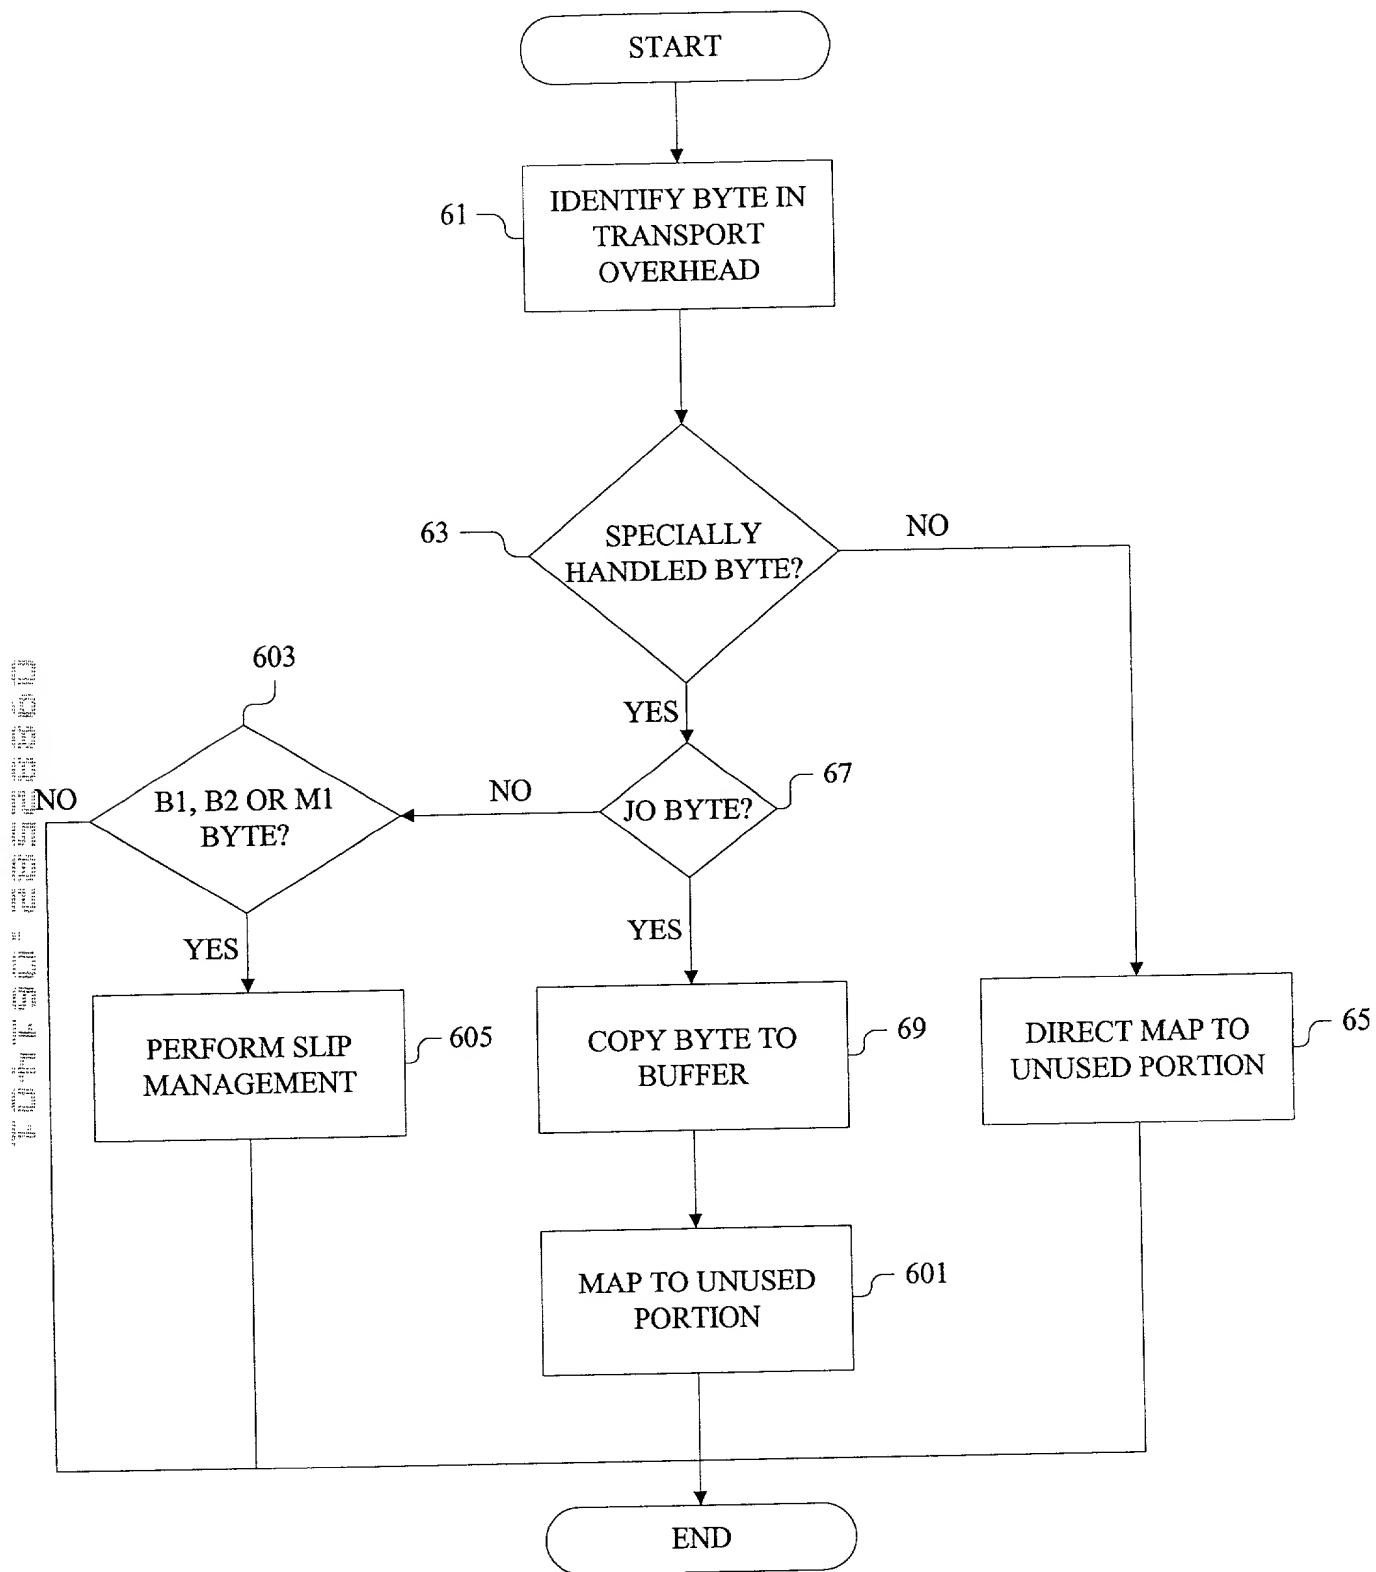 START
IDENTIFY BYTE IN
TRANSPORT
OVERHEAD
61
SPECIALLY
HANDLED BYTE?
63
NO
YES
603
B1, B2 OR M1
BYTE?
NO
NO
JO BYTE?
67
YES
YES
PERFORM SLIP
MANAGEMENT
605
COPY BYTE TO
BUFFER
69
DIRECT MAP TO
UNUSED PORTION
65
MAP TO UNUSED
PORTION
601
END